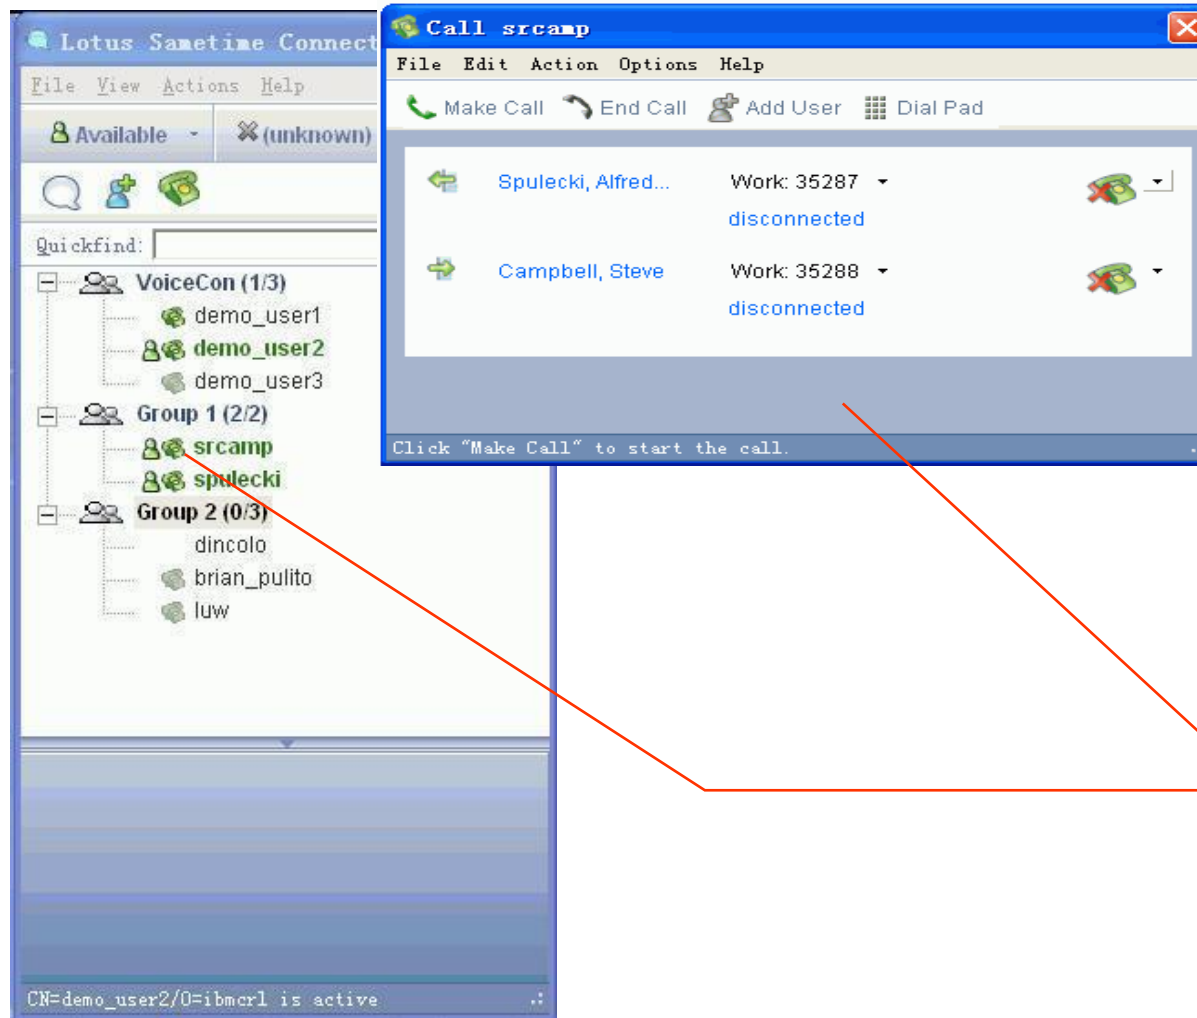 Lotus Sametime Connect
File View Actions Help
Available (unknown)
Quickfind:
VoiceCon (1/3)
demo_user1
demo_user2
demo_user3
Group 1 (2/2)
srcamp
spulecki
Group 2 (0/3)
dincolo
brian_pulito
luw
CN=demo_user2/O=ibmcrl is active
Call srcamp
File Edit Action Options Help
Make Call End Call Add User Dial Pad
Spulecki, Alfred... Work: 35287
disconnected
Campbell, Steve Work: 35288
disconnected
Click "Make Call" to start the call.